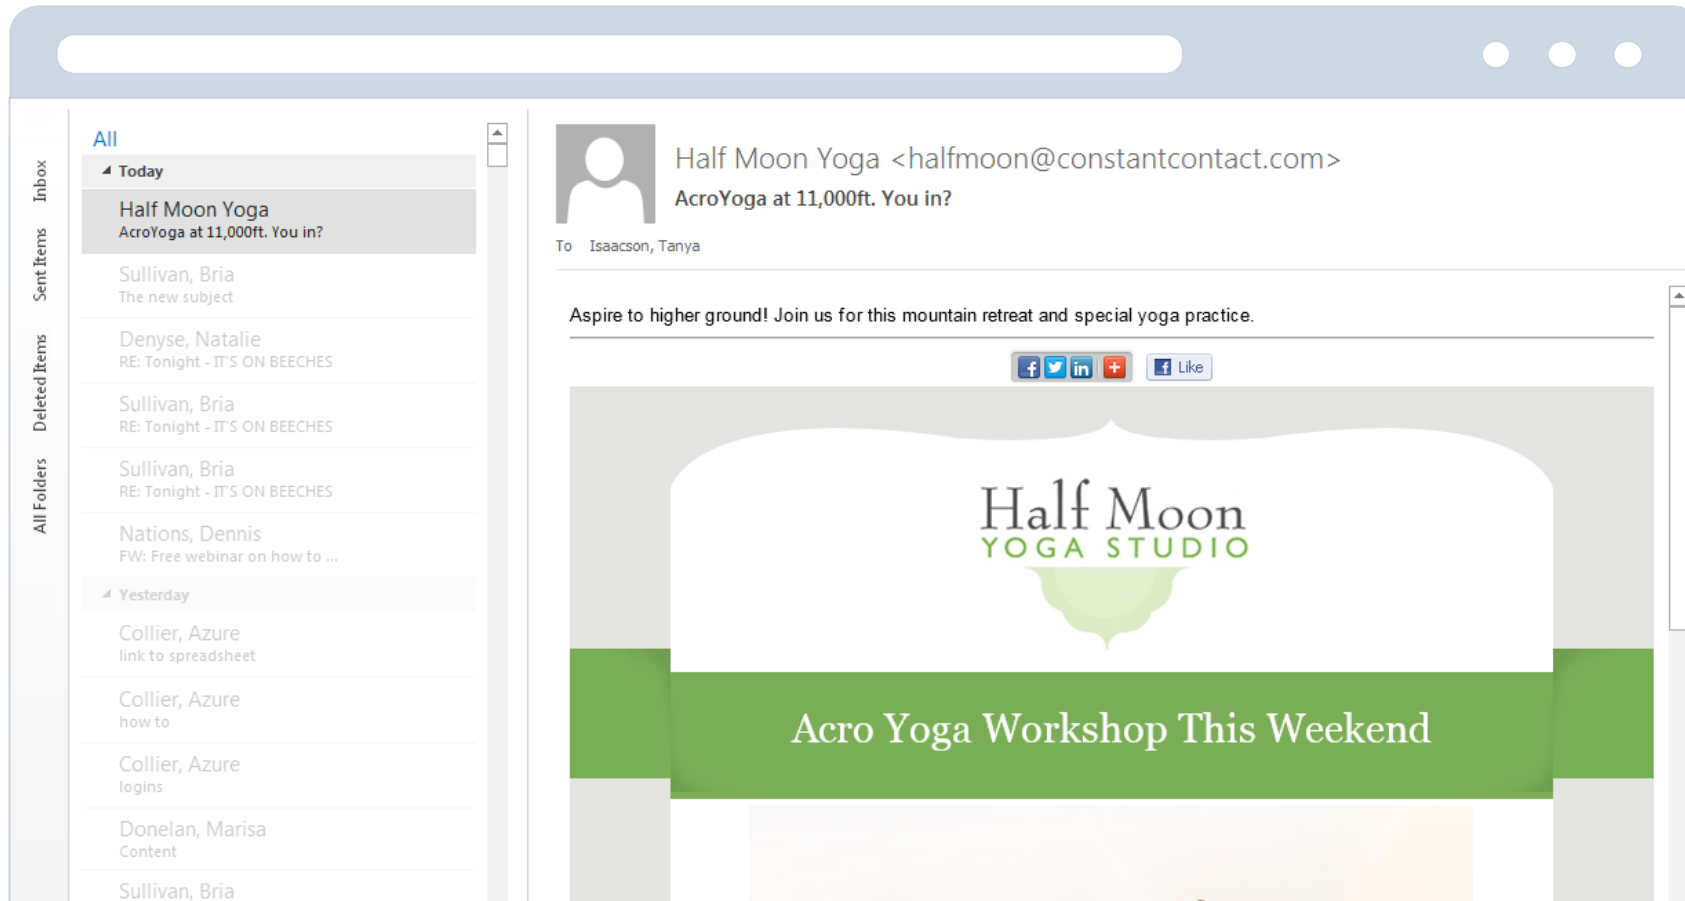 Inbox
Sent Items
Deleted Items
All Folders
All
Today
Half Moon Yoga
AcroYoga at 11,000ft. You in?
Sullivan, Bria
The new subject
Denyse, Natalie
RE: Tonight - IT'S ON BEECHES
Sullivan, Bria
RE: Tonight - IT'S ON BEECHES
Sullivan, Bria
RE: Tonight - IT'S ON BEECHES
Nations, Dennis
FW: Free webinar on how to ...
Yesterday
Collier, Azure
link to spreadsheet
Collier, Azure
how to
Collier, Azure
logins
Donelan, Marisa
Content
Sullivan, Bria
Half Moon Yoga <halfmoon@constantcontact.com>
AcroYoga at 11,000ft. You in?
To Isaacson, Tanya
Aspire to higher ground! Join us for this mountain retreat and special yoga practice.
f in + f Like
Half Moon
YOGA STUDIO
Acro Yoga Workshop This Weekend